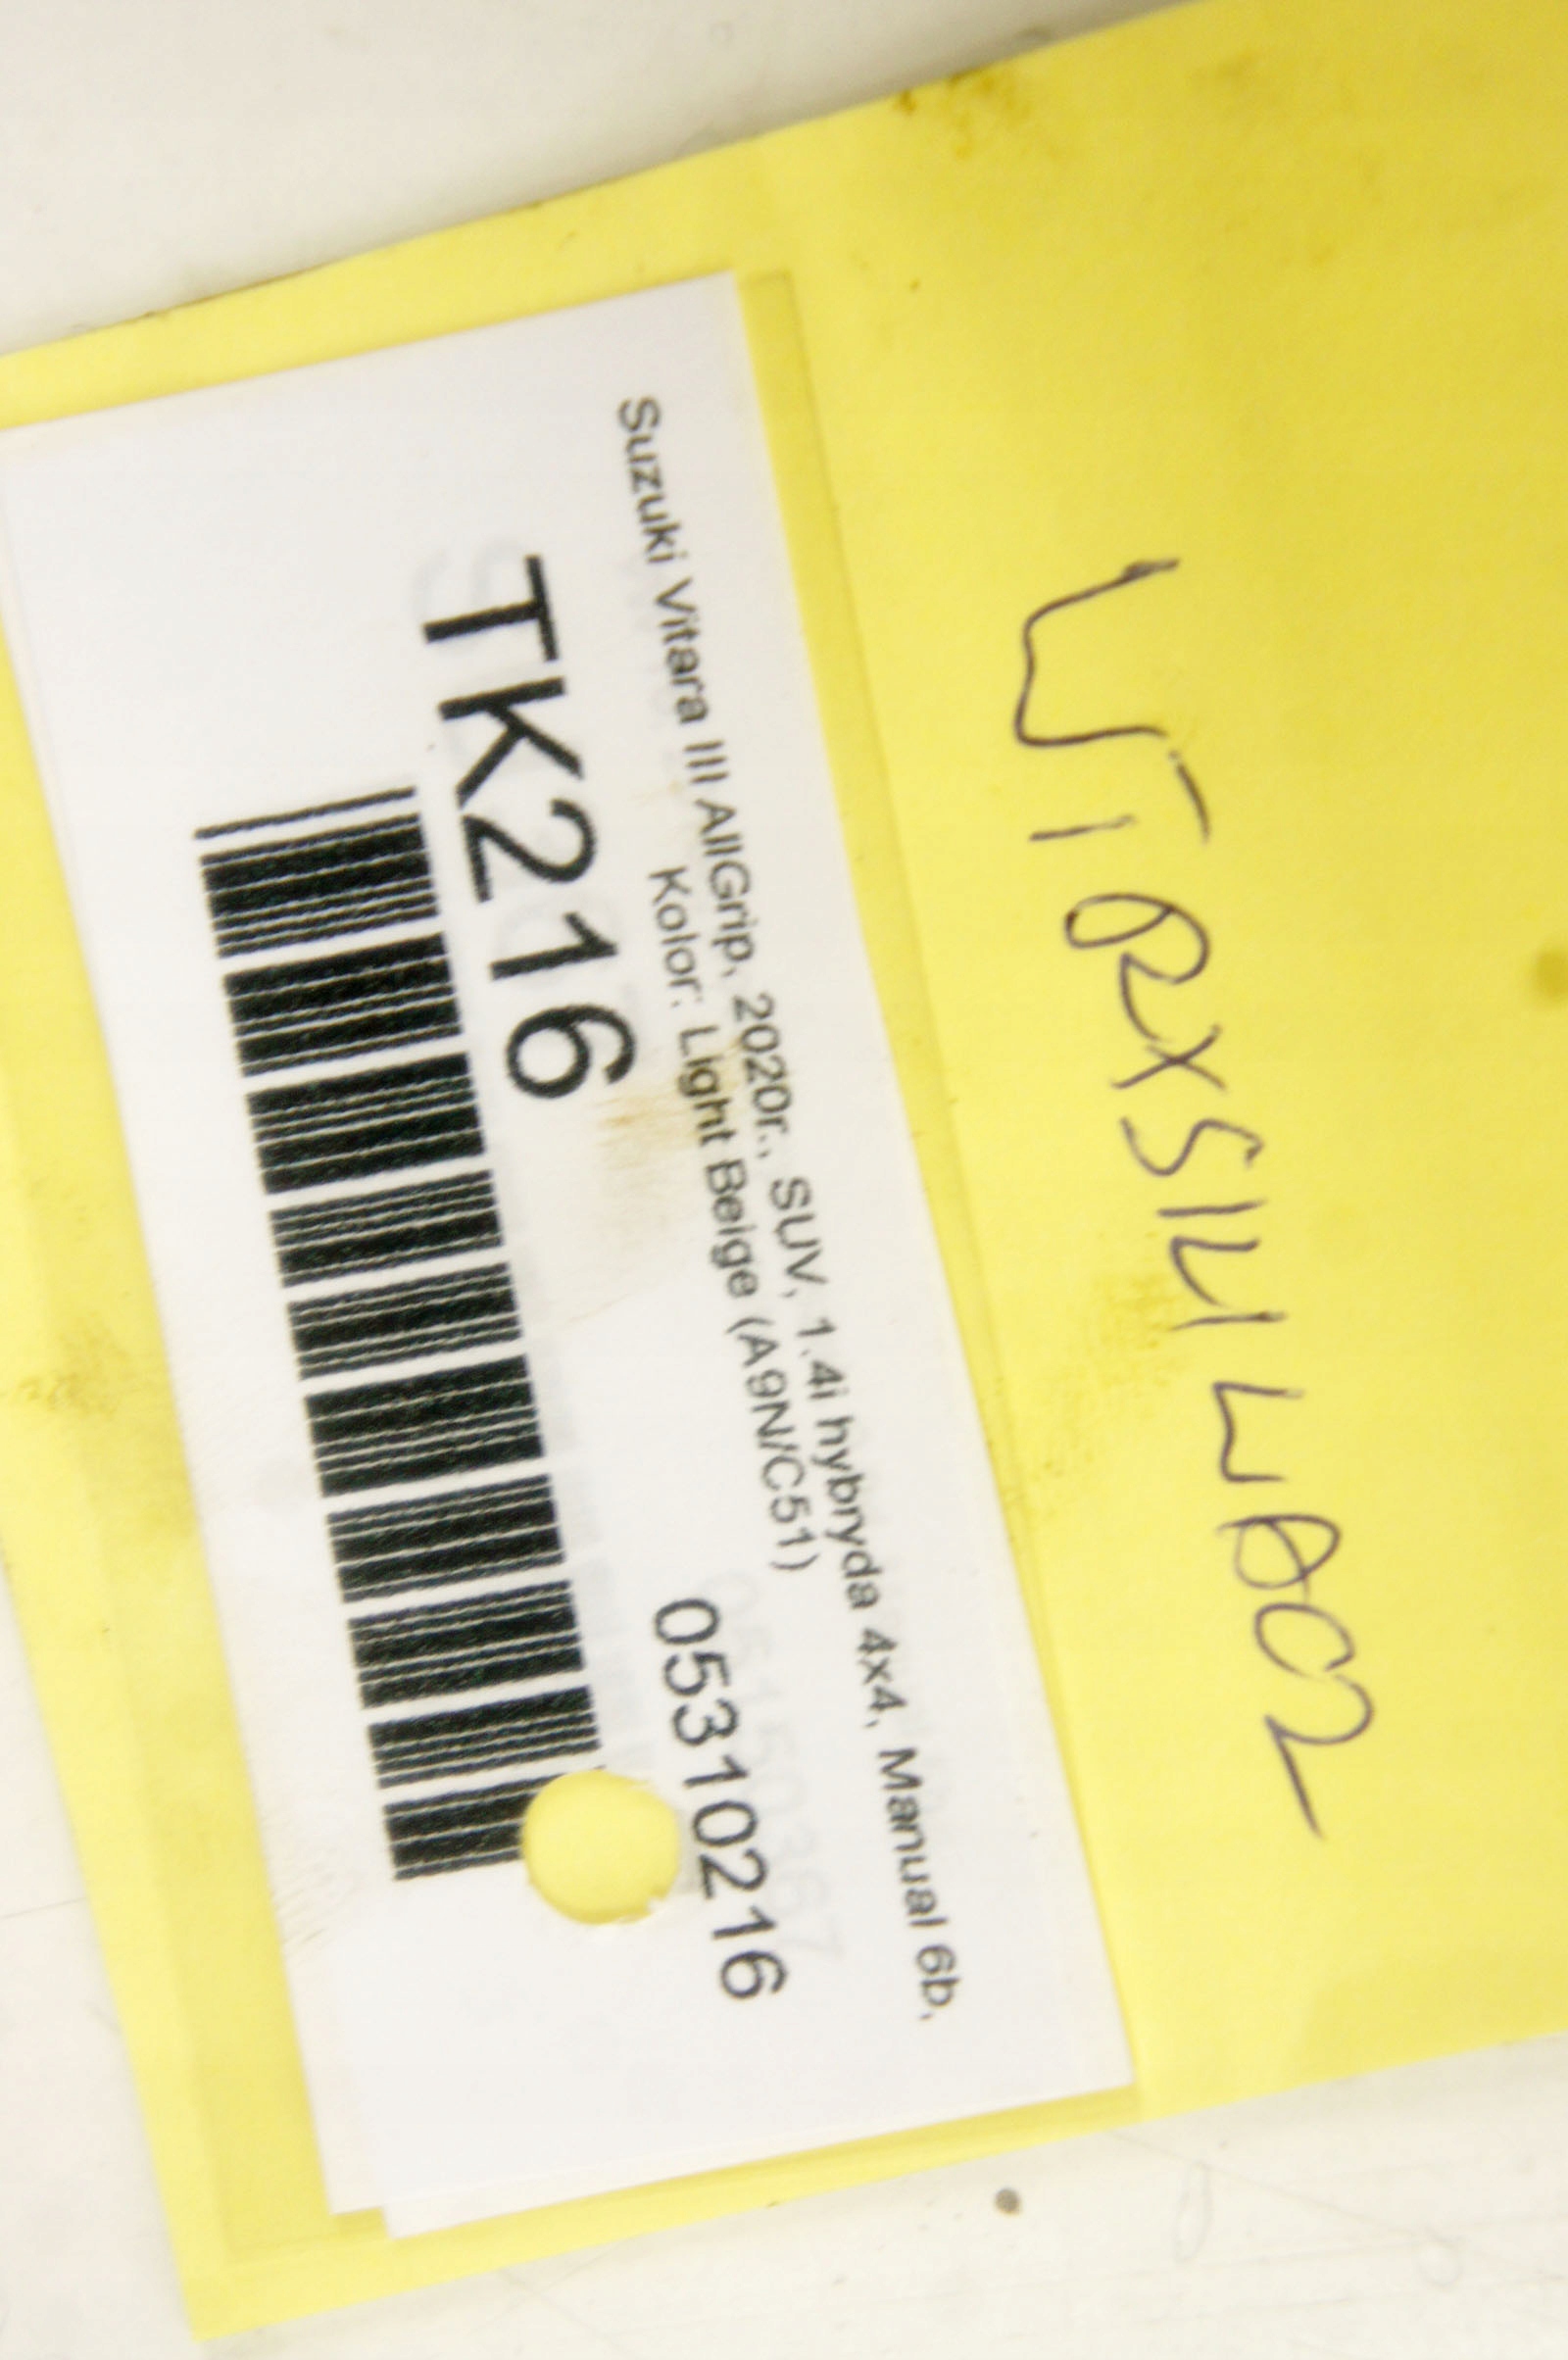 WTRYSKIWACZ
Suzuki Vitara III AllGrip, 2020r., SUV, 1.4i hybryda 4x4, Manual 6b,
Kolor: Light Beige (A9N/C51)
TK216 05310216